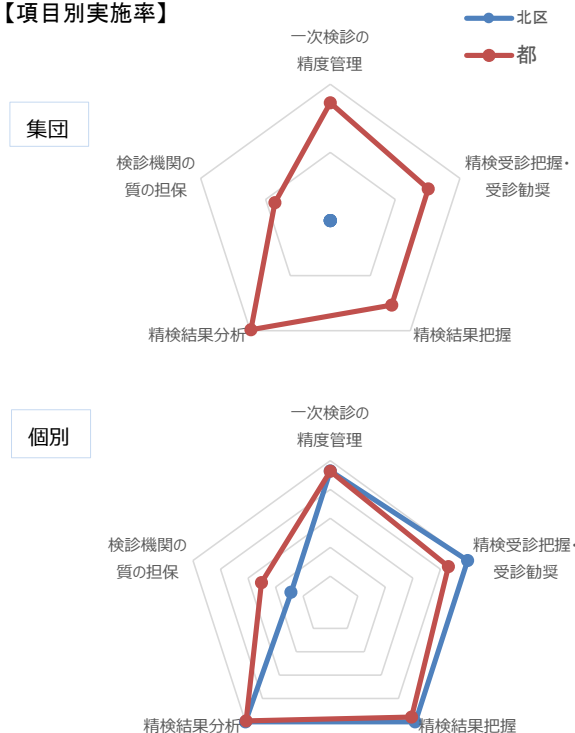 【項目別実施率】
北区
都
集団
一次検診の
精度管理
精検受診把握・
受診勧奨
精検結果把握
精検結果分析
検診機関の
質の担保
個別
一次検診の
精度管理
精検受診把握・
受診勧奨
精検結果把握
精検結果分析
検診機関の
質の担保